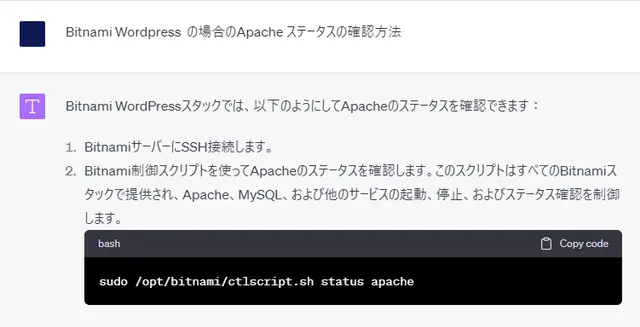 Bitnami Wordpress の場合のApache ステータスの確認方法
T
Bitnami WordPressスタックでは、以下のようにしてApacheのステータスを確認できます：
1. BitnamiサーバーにSSH接続します。
2. Bitnami制御スクリプトを使ってApacheのステータスを確認します。このスクリプトはすべてのBitnamiス
タックで提供され、Apache、MySQL、および他のサービスの起動、停止、およびステータス確認を制御
します。
bash Copy code
sudo /opt/bitnami/ctlscript.sh status apache